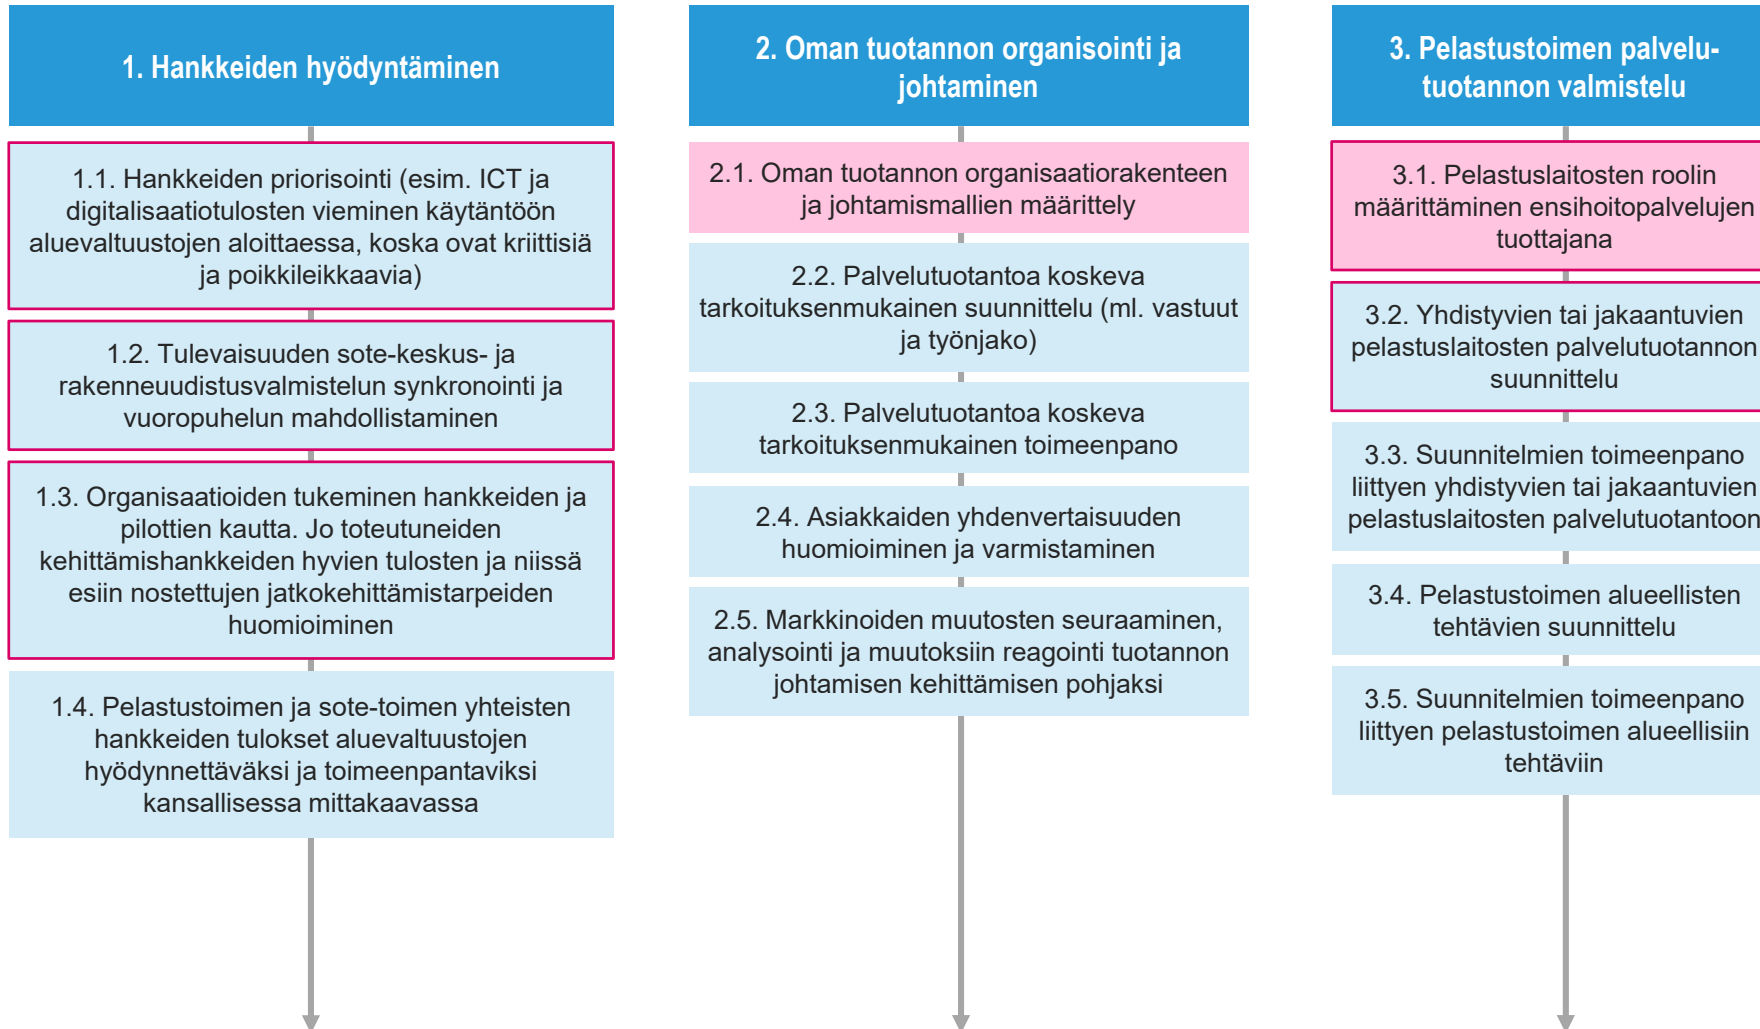 1. Hankkeiden hyödyntäminen
1.1. Hankkeiden priorisointi (esim. ICT ja
digitalisaatiotulosten vieminen käytäntöön
aluevaltuustojen aloittaessa, koska ovat kriittisiä
ja poikkileikkaavia)
1.2. Tulevaisuuden sote-keskus- ja
rakenneuudistusvalmistelun synkronointi ja
vuoropuhelun mahdollistaminen
1.3. Organisaatioiden tukeminen hankkeiden ja
pilottien kautta. Jo toteutuneiden
kehittämishankkeiden hyvien tulosten ja niissä
esiin nostettujen jatkokehittämistarpeiden
huomioiminen
1.4. Pelastustoimen ja sote-toimen yhteisten
hankkeiden tulokset aluevaltuustojen
hyödynnettäväksi ja toimeenpantaviksi
kansallisessa mittakaavassa
2. Oman tuotannon organisointi ja
johtaminen
2.1. Oman tuotannon organisaatiorakenteen
ja johtamismallien määrittely
2.2. Palvelutuotantoa koskeva
tarkoituksenmukainen suunnittelu (ml. vastuut
ja työnjako)
2.3. Palvelutuotantoa koskeva
tarkoituksenmukainen toimeenpano
2.4. Asiakkaiden yhdenvertaisuuden
huomioiminen ja varmistaminen
2.5. Markkinoiden muutosten seuraaminen,
analysointi ja muutoksiin reagointi tuotannon
johtamisen kehittämisen pohjaksi
3. Pelastustoimen palvelu-
tuotannon valmistelu
3.1. Pelastuslaitosten roolin
määrittäminen ensihoitopalvelujen
tuottajana
3.2. Yhdistyvien tai jakaantuvien
pelastuslaitosten palvelutuotannon
suunnittelu
3.3. Suunnitelmien toimeenpano
liittyen yhdistyvien tai jakaantuvien
pelastuslaitosten palvelutuotantoon
3.4. Pelastustoimen alueellisten
tehtävien suunnittelu
3.5. Suunnitelmien toimeenpano
liittyen pelastustoimen alueellisiin
tehtäviin